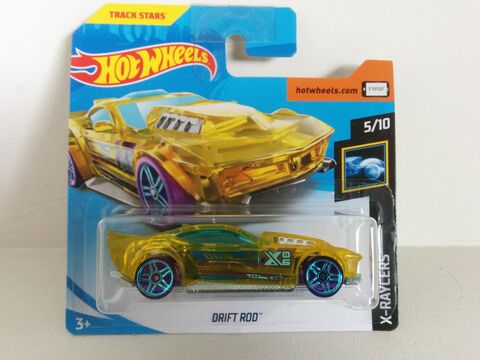 TRACK STARS
HOT WHEELS
hotwheels.com
5/10
X-RAYCERS
DRIFT ROD™
3+